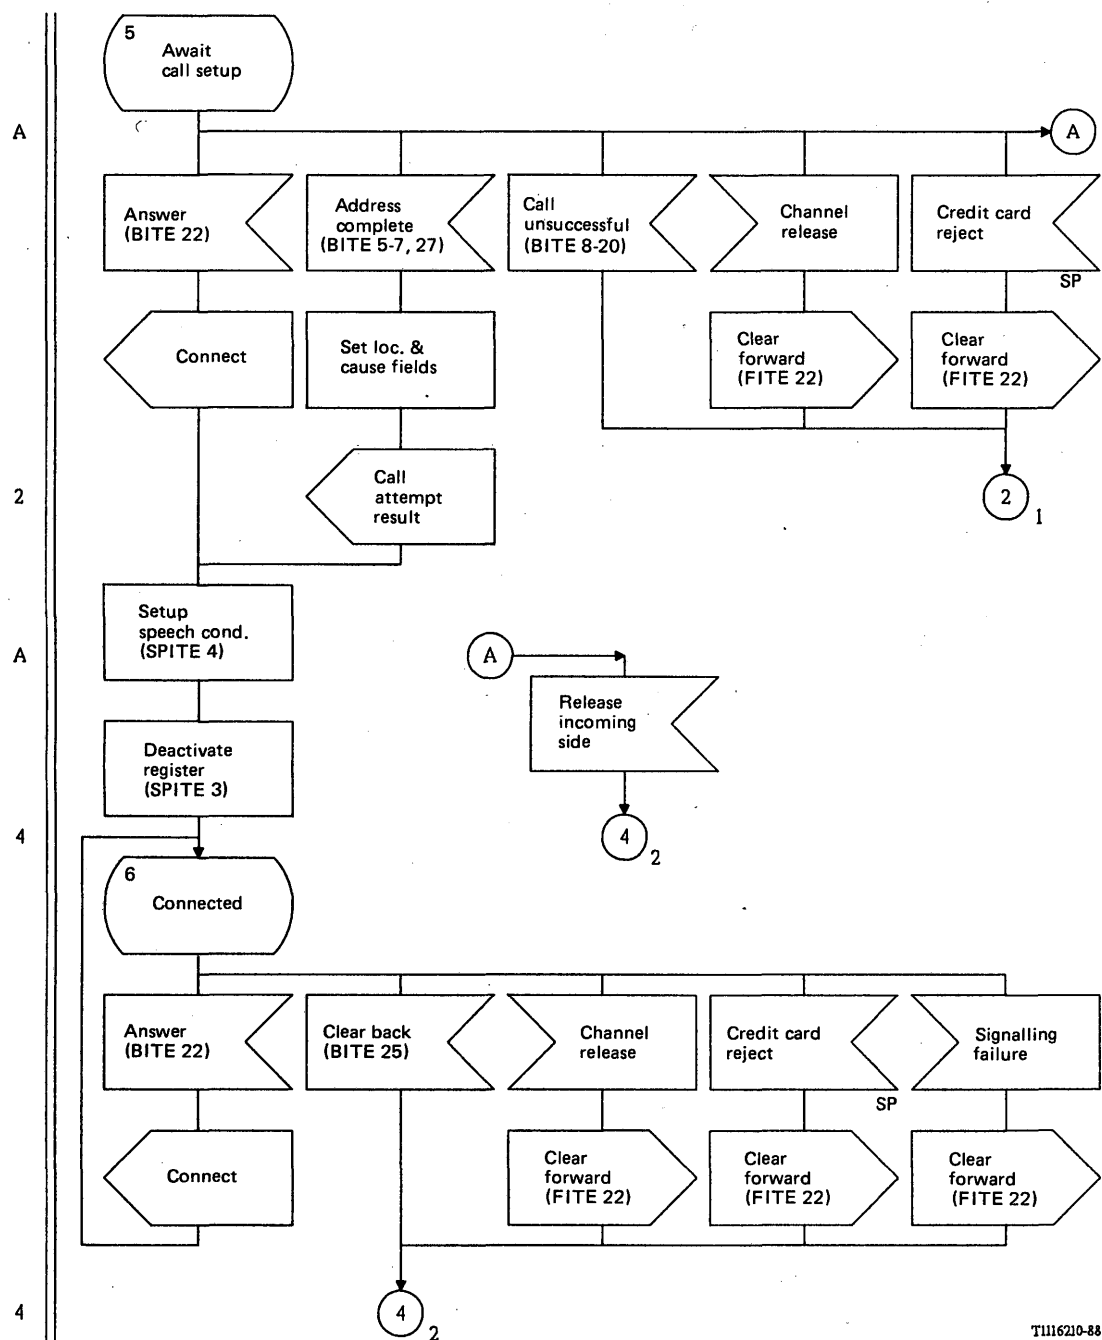 5
Await
call setup
A
A
Answer
(BITE 22)
Address
complete
(BITE 5-7, 27)
Call
unsuccessful
(BITE 8-20)
Channel
release
Credit card
reject
SP
Connect
Set loc. &
cause fields
Clear
forward
(FITE 22)
Clear
forward
(FITE 22)
Call
attempt
result
2
2
1
Setup
speech cond.
(SPITE 4)
A
A
Release
incoming
side
Deactivate
register
(SPITE 3)
4
4
2
6
Connected
Answer
(BITE 22)
Clear back
(BITE 25)
Channel
release
Credit card
reject
SP
Signalling
failure
Connect
Clear
forward
(FITE 22)
Clear
forward
(FITE 22)
Clear
forward
(FITE 22)
4
4
2
T1116210-88